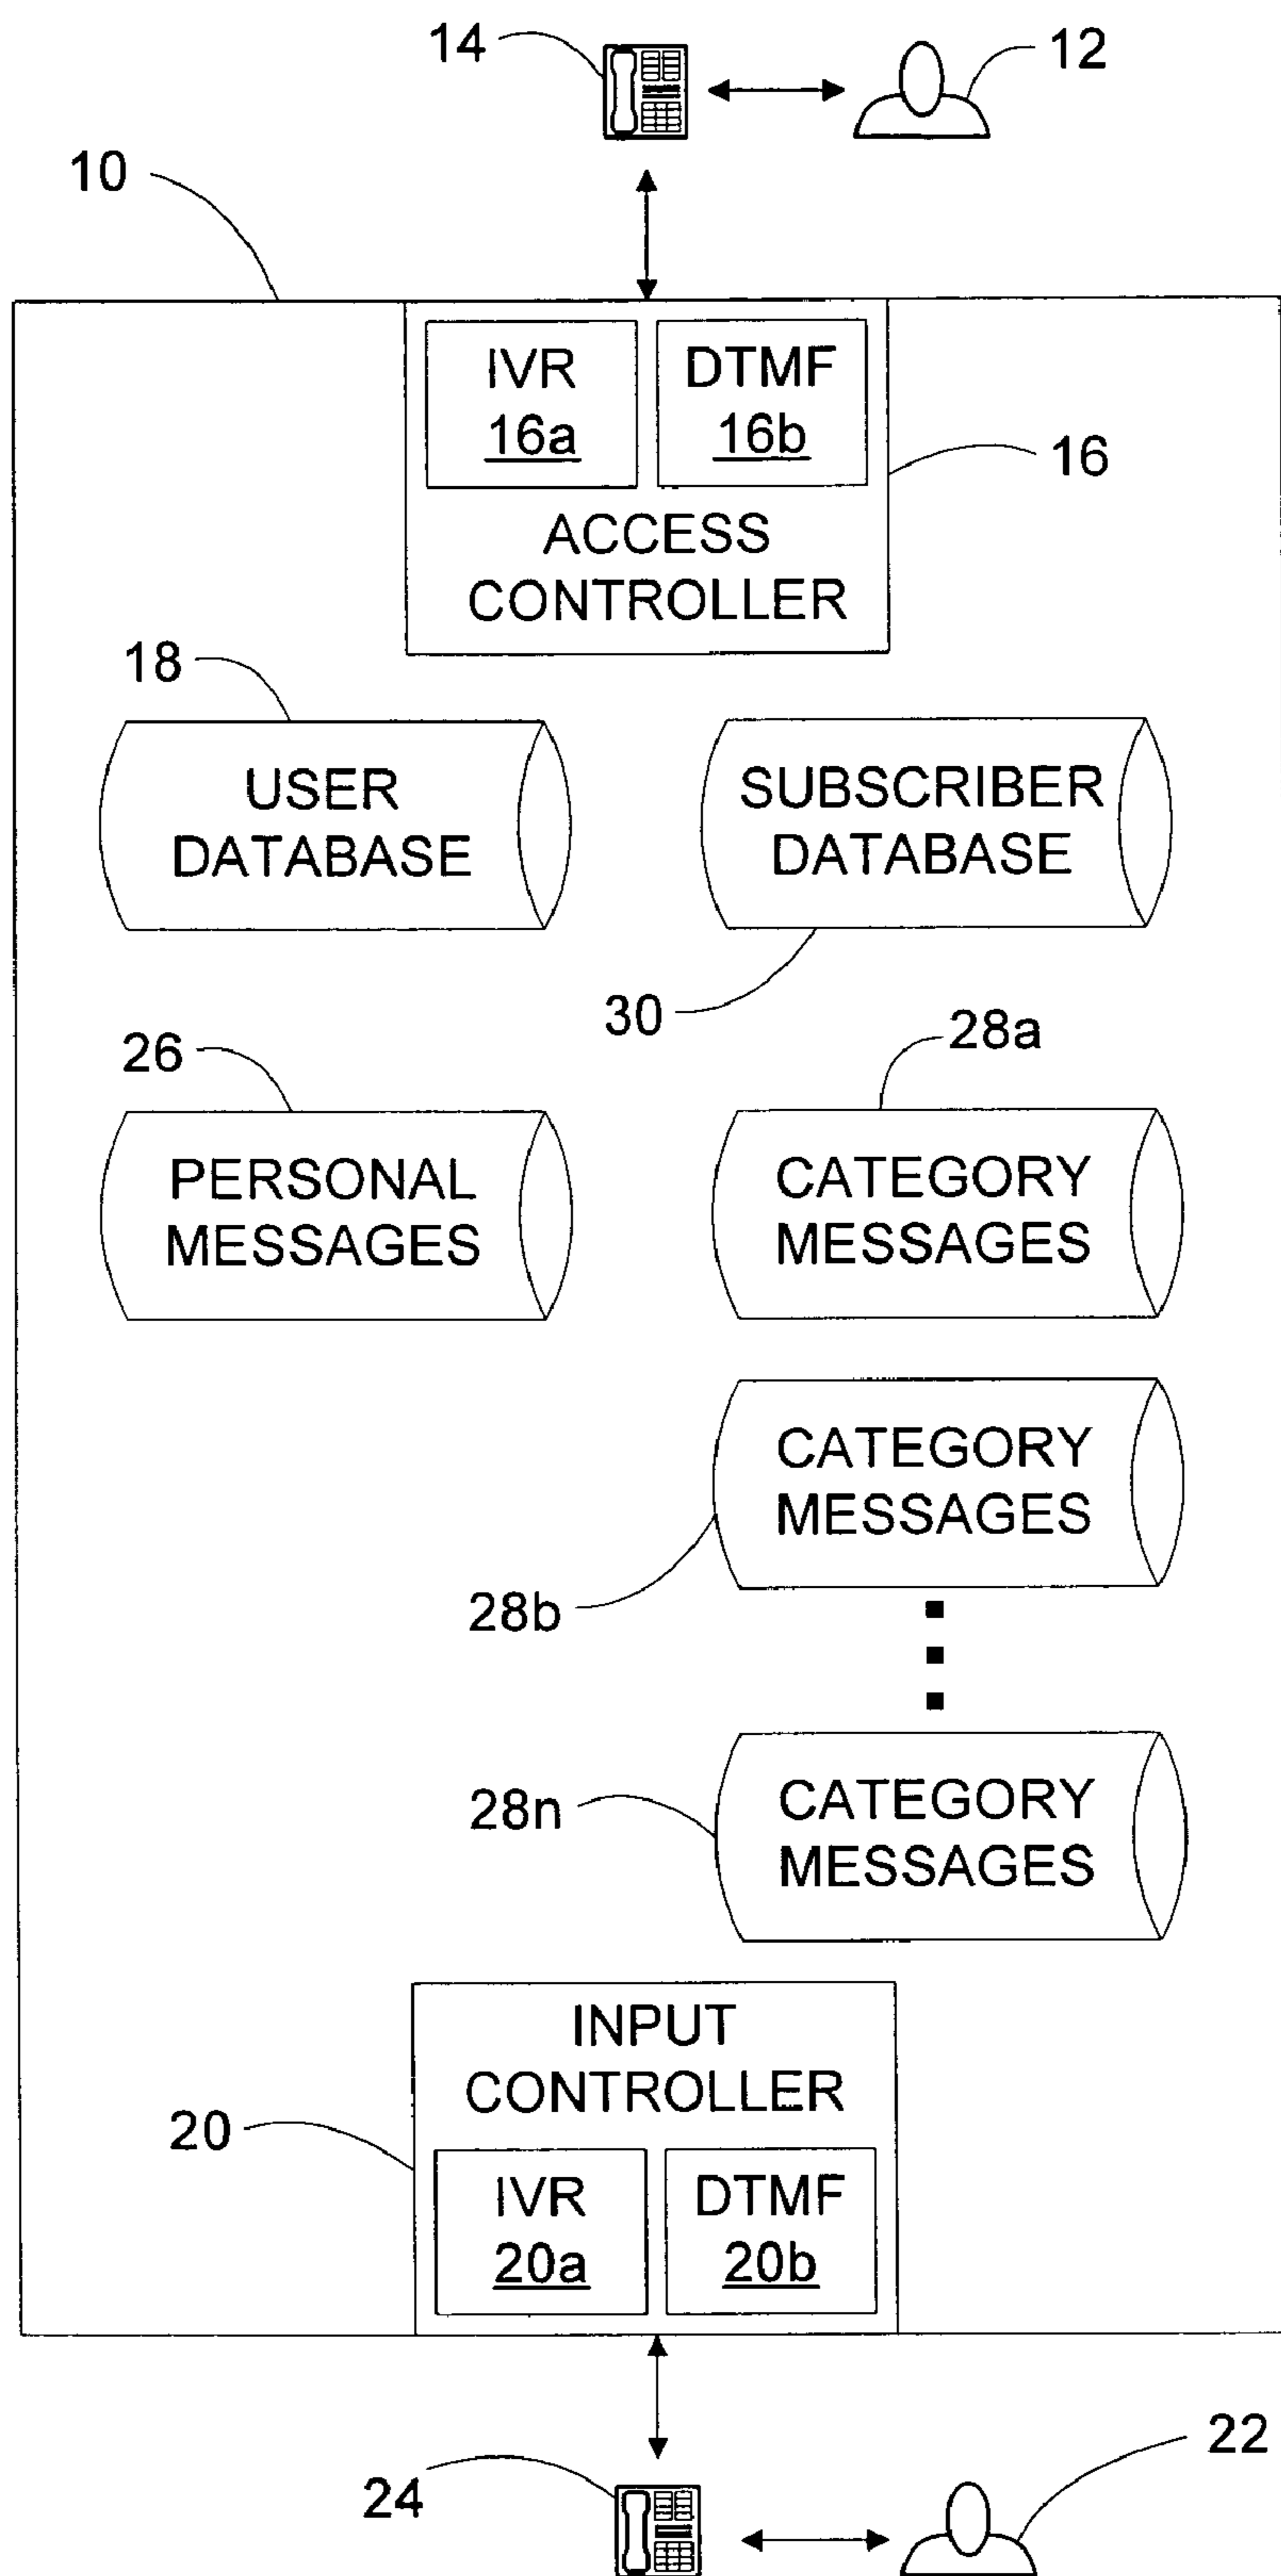 14
12
10
IVR
16a
DTMF
16b
16
ACCESS
CONTROLLER
18
USER
DATABASE
SUBSCRIBER
DATABASE
30
26
28a
PERSONAL
MESSAGES
CATEGORY
MESSAGES
CATEGORY
MESSAGES
28b
28n
CATEGORY
MESSAGES
INPUT
CONTROLLER
20
IVR
20a
DTMF
20b
22
24